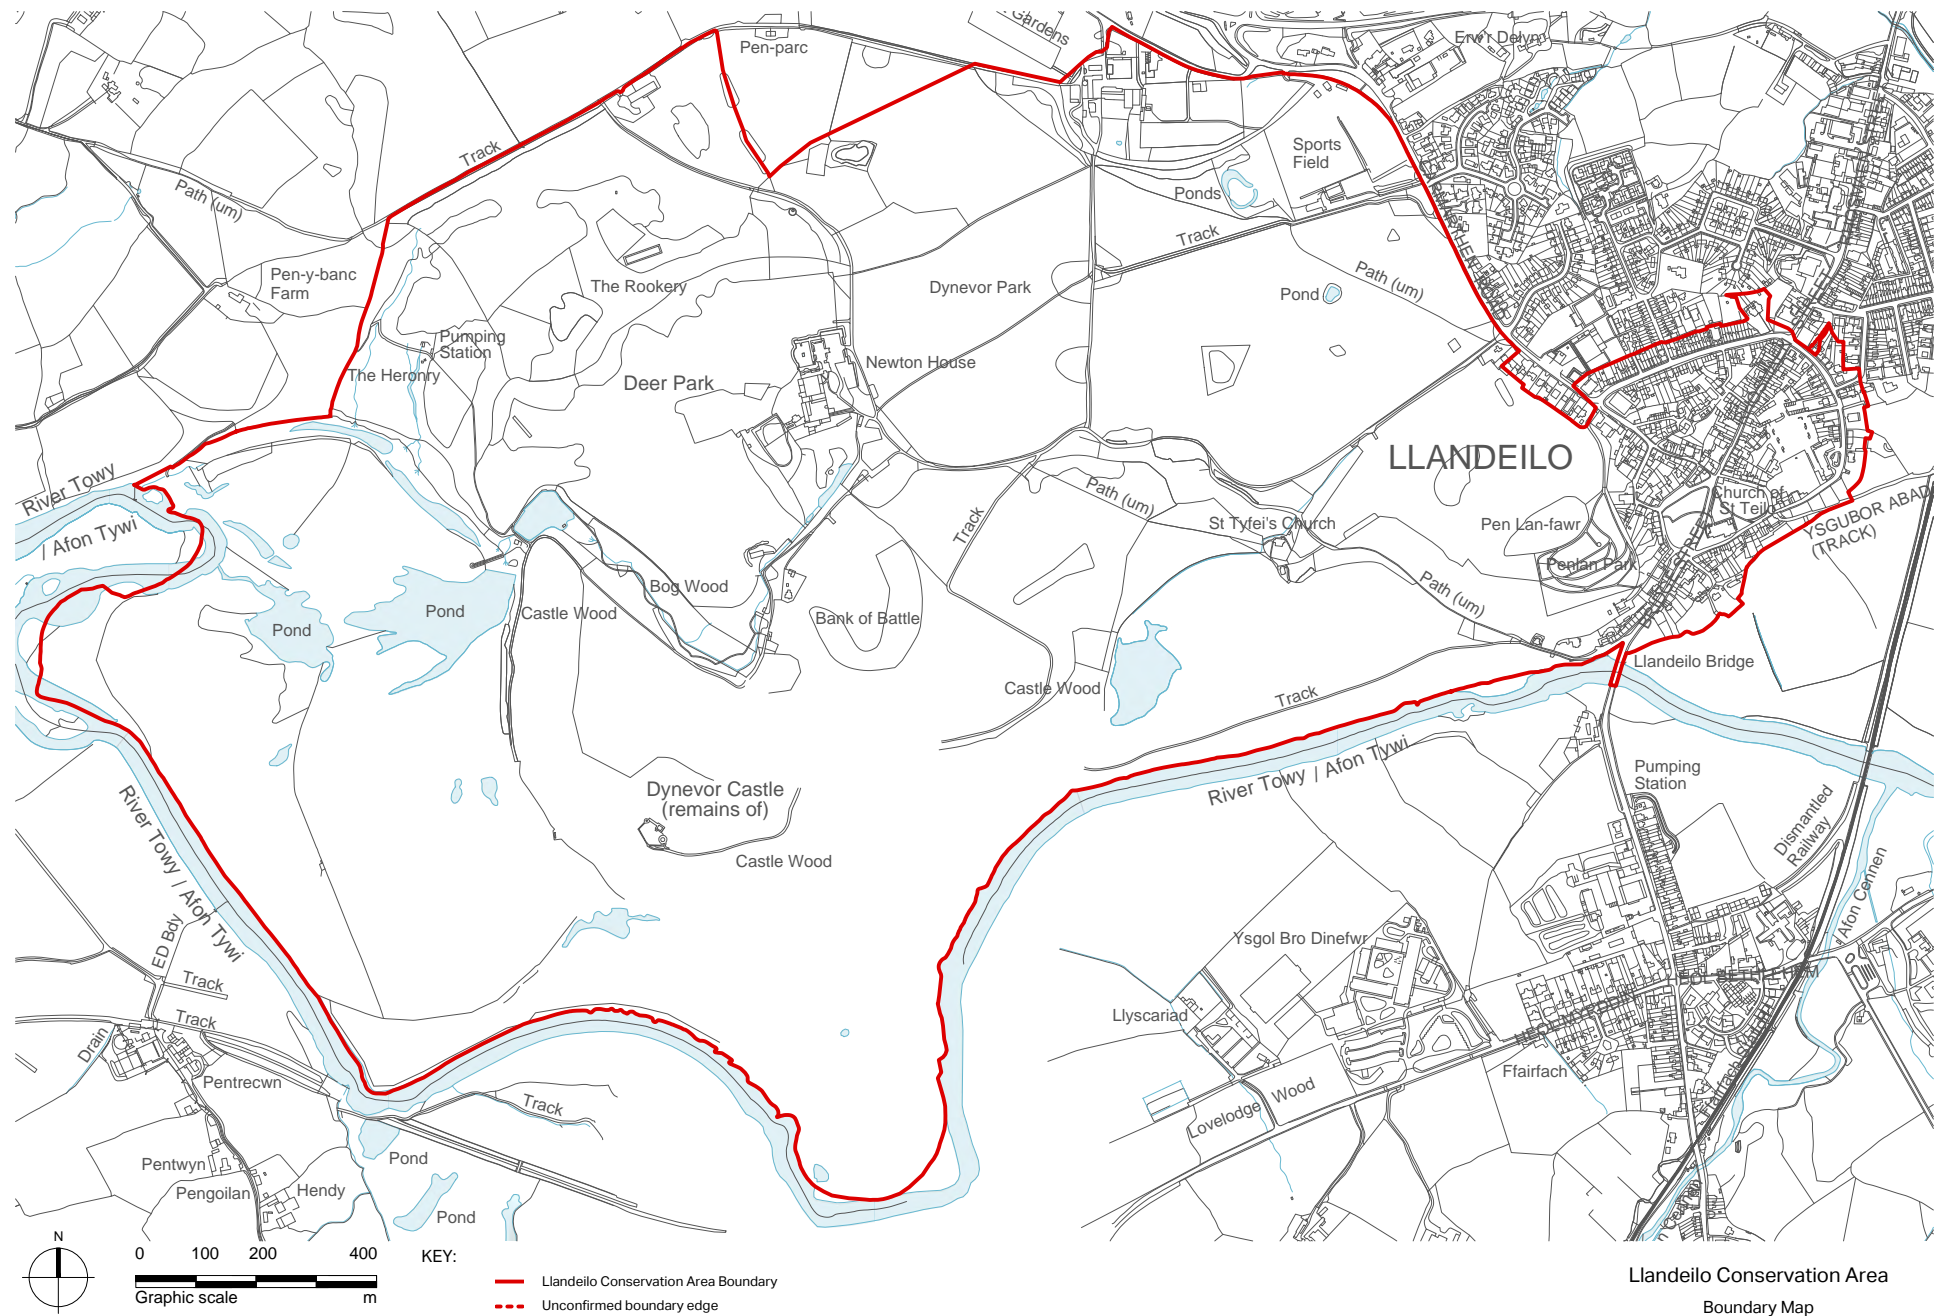 Gardens
Pen-parc
Erw'r Delyn
Track
Sports
Field
Path (um)
Ponds
Track
Pen-y-banc
Farm
The Rookery
Dynevor Park
Path (um)
Pond
Pumping
Station
The Heronry
Newton House
Deer Park
LLANDEILO
River Towy
/ Afon Tywi
Path (um)
Track
St Tyfei's Church
Church of
St Teilo
Pen Lan-fawr
YSGUBOR ABAD
(TRACK)
Penlan Park
Path (um)
Bog Wood
Castle Wood
Pond
Pond
Bank of Battle
Castle Wood
Track
Llandeilo Bridge
River Towy / Afon Tywi
Pumping
Station
Dynevor Castle
(remains of)
Castle Wood
River Towy / Afon Tywi
Dismantled
Railway
Afon Cennen
ED Bdy
Track
Track
Drain
Ysgol Bro Dinefwr
Llyscariad
Ffairfach
Pentrecwn
Track
Lovelodge Wood
Pond
Pentwyn
Pengoilan
Hendy
Pond
N
0 100 200 400
Graphic scale m
KEY:
Llandeilo Conservation Area Boundary
Unconfirmed boundary edge
Llandeilo Conservation Area
Boundary Map